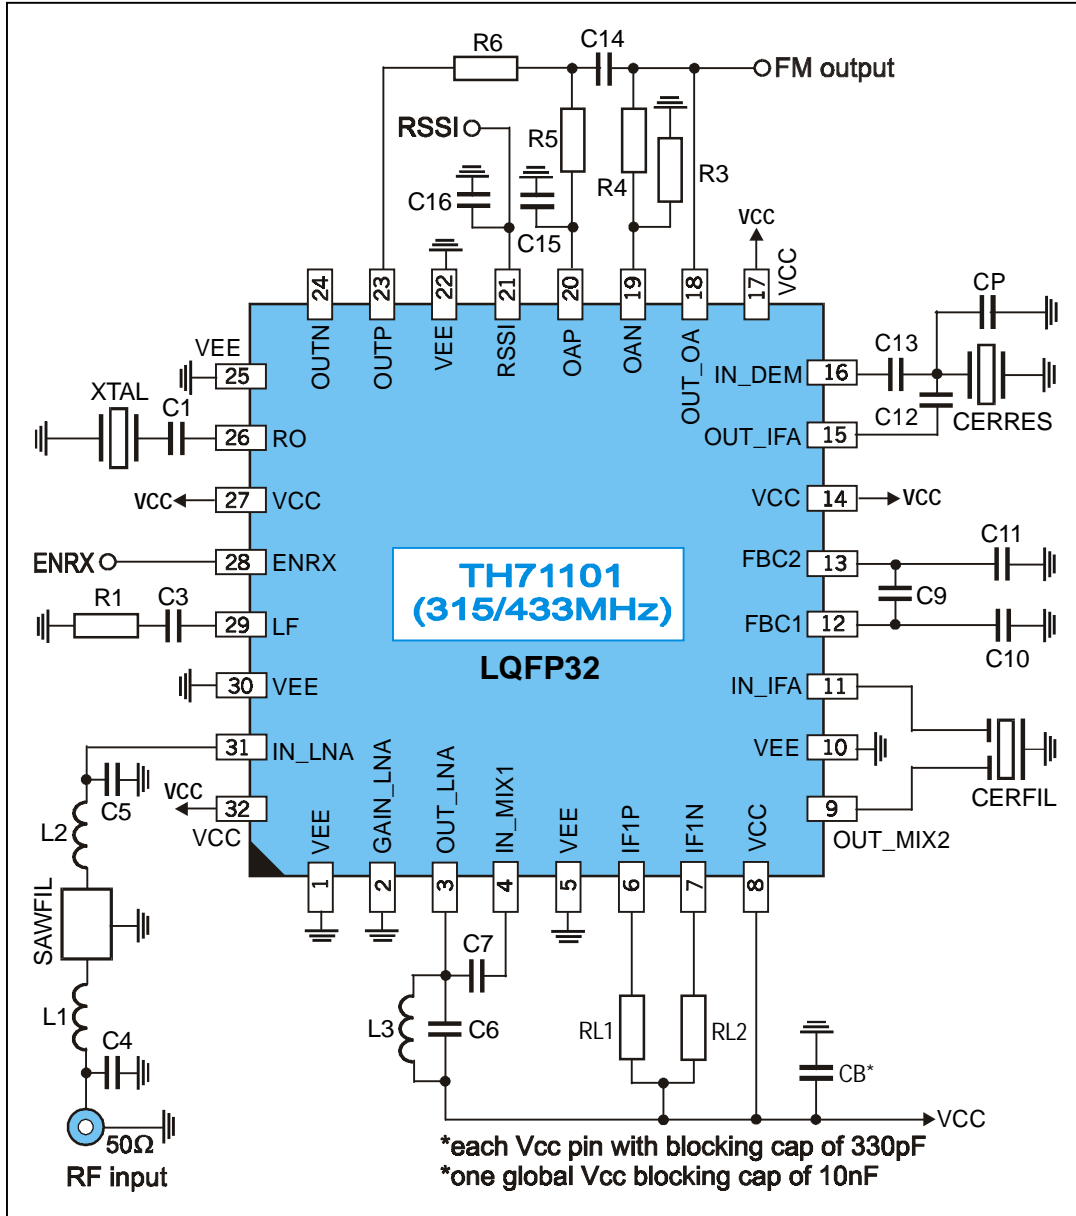 C14
R6
FM output
RSSI
R5
R4
R3
C16
C15
VCC
VCC
24
23
22
21
20
19
18
17
OUTN
OUTP
VEE
RSSI
OAP
OAN
OUT_OA
CP
VEE
25
IN_DEM
16
C13
XTAL
C1
C12
CERRES
26
RO
OUT_IFA
15
VCC
27
VCC
VCC
14
VCC
ENRX
28
ENRX
FBC2
13
C11
TH71101
(315/433MHz)
C9
R1
C3
29
LF
FBC1
12
C10
LQFP32
30
VEE
IN_IFA
11
31
IN_LNA
VEE
10
CERFIL
C5
VCC
32
VCC
L2
9
OUT_MIX2
VEE
GAIN_LNA
OUT_LNA
IN_MIX1
VEE
IF1P
IF1N
VCC
1
2
3
4
5
6
7
8
SAWFIL
C7
L1
L3
C6
RL1
RL2
C4
CB*
VCC
50Ω
RF input
*each Vcc pin with blocking cap of 330pF
*one global Vcc blocking cap of 10nF